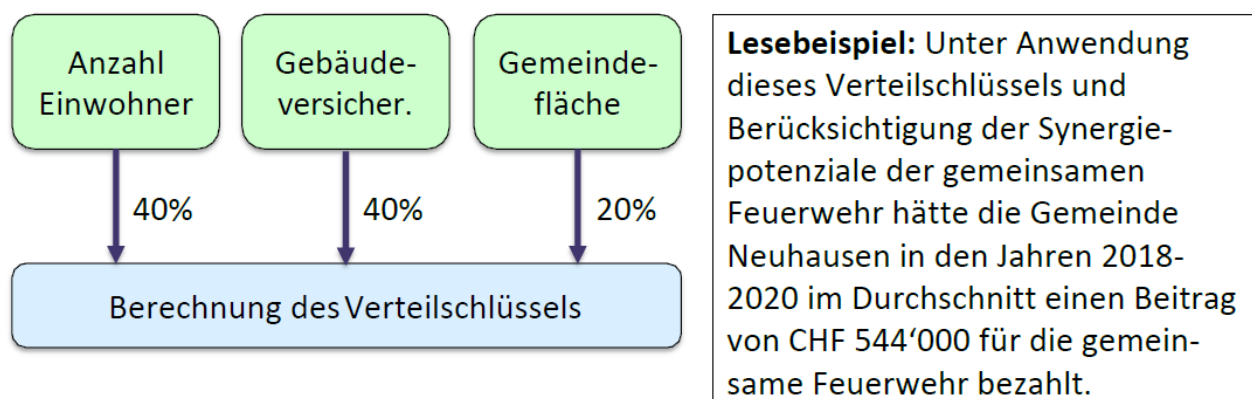 Anzahl
Einwohner
Gebäude-
versicher.
Gemeinde-
fläche
40%
40%
20%
Berechnung des Verteilschlüssels
Lesebeispiel: Unter Anwendung
dieses Verteilschlüssels und
Berücksichtigung der Synergie-
potenziale der gemeinsamen
Feuerwehr hätte die Gemeinde
Neuhausen in den Jahren 2018-
2020 im Durchschnitt einen Beitrag
von CHF 544‘000 für die gemein-
same Feuerwehr bezahlt.